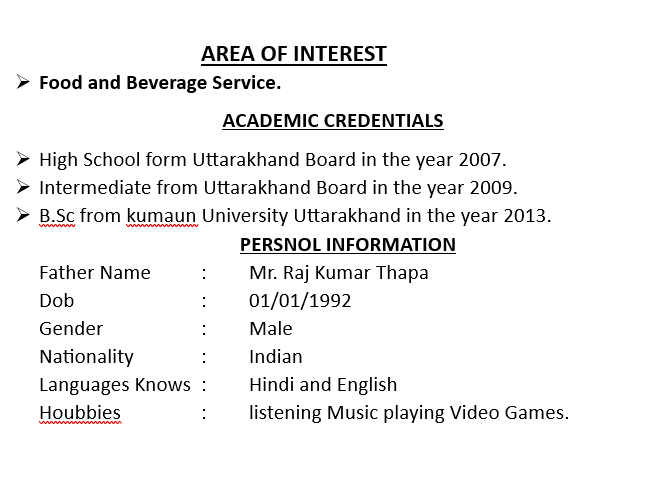 AREA OF INTEREST
➢ Food and Beverage Service.
ACADEMIC CREDENTIALS
➢ High School form Uttarakhand Board in the year 2007.
➢ Intermediate from Uttarakhand Board in the year 2009.
➢ B.Sc from kumaun University Uttarakhand in the year 2013.
PERSNOL INFORMATION
Father Name : Mr. Raj Kumar Thapa
Dob : 01/01/1992
Gender : Male
Nationality : Indian
Languages Knows : Hindi and English
Houbbies : listening Music playing Video Games.